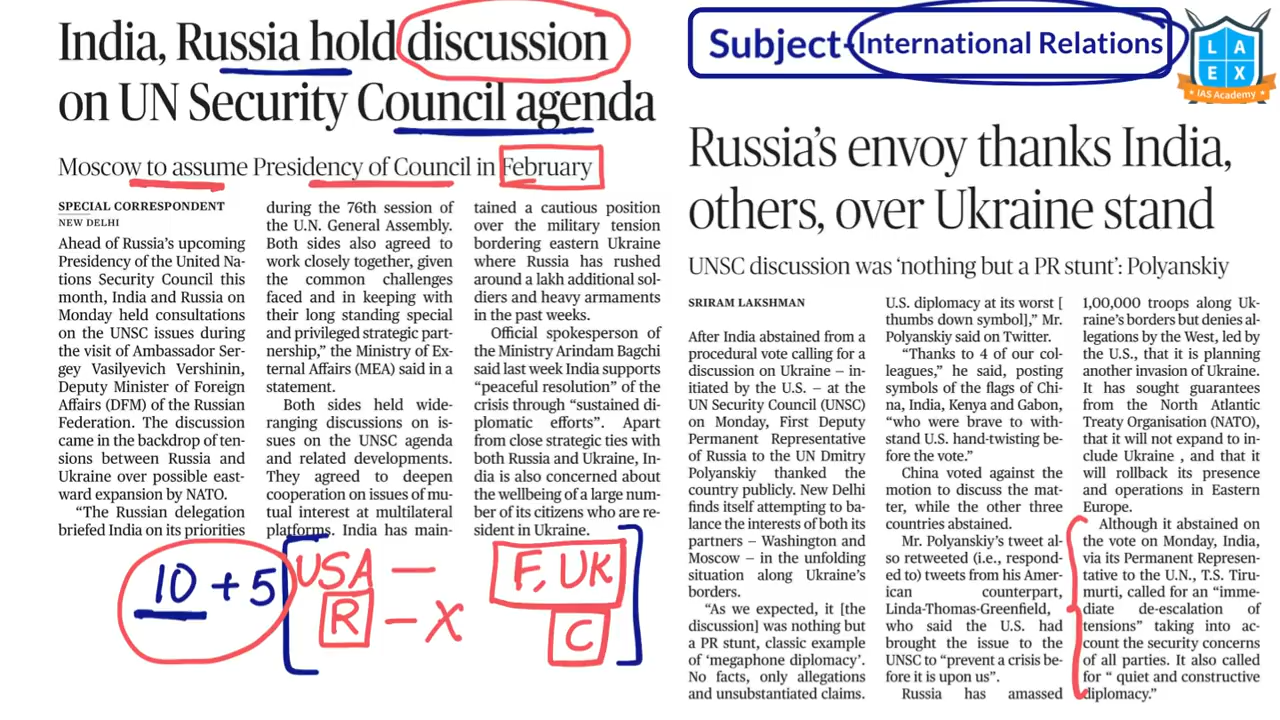 India, Russia hold discussion
on UN Security Council agenda
Moscow to assume Presidency of Council in February
SPECIAL CORRESPONDENT
NEW DELHI
Ahead of Russia's upcoming
Presidency of the United Na-
tions Security Council this
month, India and Russia on
Monday held consultations
on the UNSC issues during
the visit of Ambassador Ser-
gey Vasilyevich Vershinin,
Deputy Minister of Foreign
Affairs (DFM) of the Russian
Federation. The discussion
came in the backdrop of ten-
sions between Russia and
Ukraine over possible east-
ward expansion by NATO.
"The Russian delegation
briefed India on its priorities
during the 76th session of
the U.N. General Assembly.
Both sides also agreed to
work closely together, given
the common challenges
faced and in keeping with
their long standing special
and privileged strategic part-
nership," the Ministry of Ex-
ternal Affairs (MEA) said in a
statement.
Both sides held wide-
ranging discussions on is-
sues on the UNSC agenda
and related developments.
They agreed to deepen
cooperation on issues of mu-
tual interest at multilateral
platforms. India has main-
tained a cautious position
over the military tension
bordering eastern Ukraine
where Russia has rushed
around a lakh additional sol-
diers and heavy armaments
in the past weeks.
Official spokesperson of
the Ministry Arindam Bagchi
said last week India supports
"peaceful resolution" of the
crisis through "sustained di-
plomatic efforts". Apart
from close strategic ties with
both Russia and Ukraine, In-
dia is also concerned about
the wellbeing of a large num-
ber of its citizens who are re-
sident in Ukraine.
10 + 5
USA - F, UK
R - X C
Subject-International Relations
L A
E X
IAS Academy
Russia's envoy thanks India,
others, over Ukraine stand
UNSC discussion was 'nothing but a PR stunt': Polyanskiy
SRIRAM LAKSHMAN
After India abstained from a
procedural vote calling for a
discussion on Ukraine – in-
itiated by the U.S. – at the
UN Security Council (UNSC)
on Monday, First Deputy
Permanent Representative
of Russia to the UN Dmitry
Polyanskiy thanked the
country publicly. New Delhi
finds itself attempting to ba-
lance the interests of both its
partners – Washington and
Moscow – in the unfolding
situation along Ukraine's
borders.
"As we expected, it [the
discussion] was nothing but
a PR stunt, classic example
of 'megaphone diplomacy'.
No facts, only allegations
and unsubstantiated claims.
U.S. diplomacy at its worst [
thumbs down symbol]," Mr.
Polyanskiy said on Twitter.
"Thanks to 4 of our col-
leagues," he said, posting
symbols of the flags of Chi-
na, India, Kenya and Gabon,
"who were brave to with-
stand U.S. hand-twisting be-
fore the vote."
China voted against the
motion to discuss the mat-
ter, while the other three
countries abstained.
Mr. Polyanskiy's tweet al-
so retweeted (i.e., respond-
ed to) tweets from his Amer-
ican counterpart,
Linda-Thomas-Greenfield,
who said the U.S. had
brought the issue to the
UNSC to "prevent a crisis be-
fore it is upon us".
Russia has amassed
1,00,000 troops along Uk-
raine's borders but denies al-
legations by the West, led by
the U.S., that it is planning
another invasion of Ukraine.
It has sought guarantees
from the North Atlantic
Treaty Organisation (NATO),
that it will not expand to in-
clude Ukraine , and that it
will rollback its presence
and operations in Eastern
Europe.
Although it abstained on
the vote on Monday, India,
via its Permanent Represen-
tative to the U.N., T.S. Tiru-
murti, called for an "imme-
diate de-escalation of
tensions" taking into ac-
count the security concerns
of all parties. It also called
for " quiet and constructive
diplomacy."